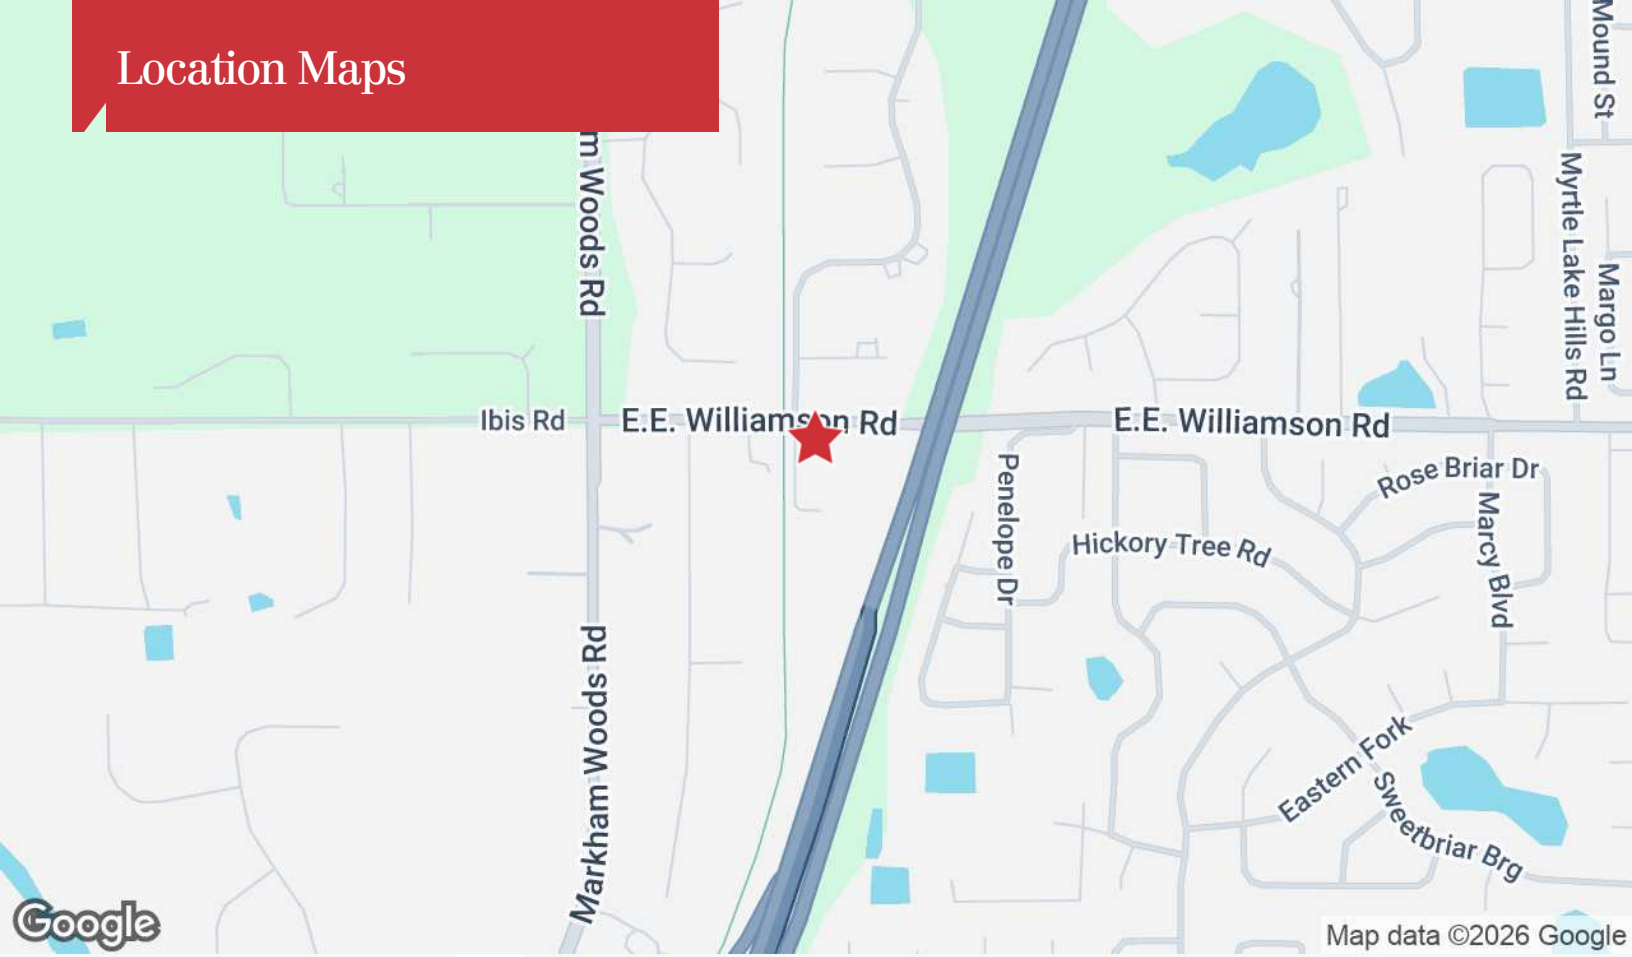 Location Maps
Mound St
m Woods Rd
Myrtle Lake Hills Rd
Margo Ln
Ibis Rd
E.E. Williamson Rd
E.E. Williamson Rd
Rose Briar Dr
Penelope Dr
Marcy Blvd
Hickory Tree Rd
Markham Woods Rd
Eastern Fork
Sweetbriar Brg
Google
Map data ©2026 Google